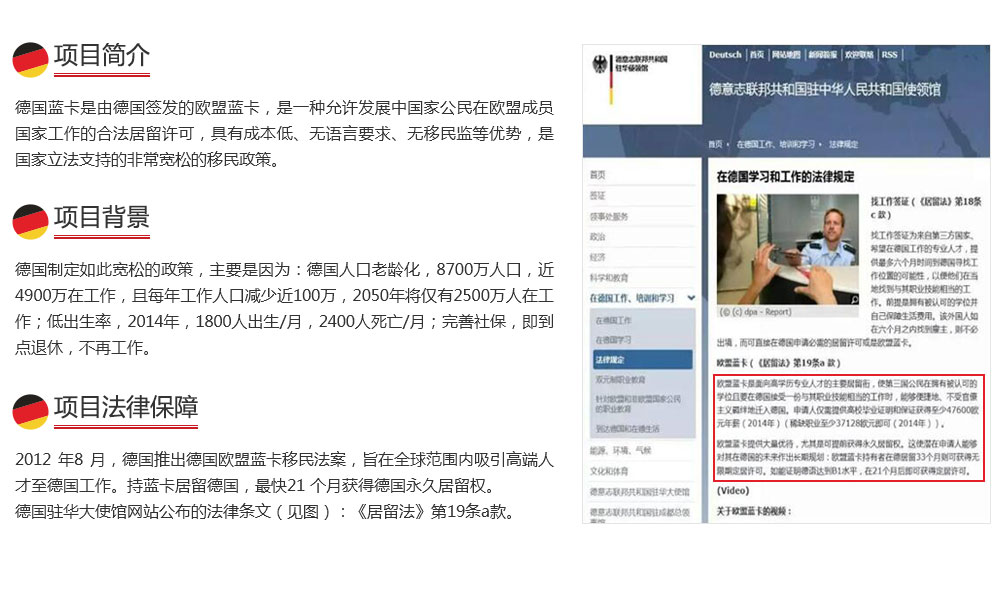 项目简介
德国蓝卡是由德国签发的欧盟蓝卡，是一种允许发展中国家公民在欧盟成员
国家工作的合法居留许可，具有成本低、无语言要求、无移民监等优势，是
国家立法支持的非常宽松的移民政策。
项目背景
德国制定如此宽松的政策，主要是因为：德国人口老龄化，8700万人口，近
4900万在工作，且每年工作人口减少近100万，2050年将仅有2500万人在工
作；低出生率，2014年，1800人出生/月，2400人死亡/月；完善社保，即到
点退休，不再工作。
项目法律保障
2012 年8 月，德国推出德国欧盟蓝卡移民法案，旨在全球范围内吸引高端人
才至德国工作。持蓝卡居留德国，最快21 个月获得德国永久居留权。
德国驻华大使馆网站公布的法律条文（见图）：《居留法》第19条a款。
德意志联邦共和国
驻华使领馆
Deutsch 首页 网站地图 新闻简报 欢迎联络 RSS
德意志联邦共和国驻中华人民共和国使领馆
首页 在德国工作、培训和学习 法律规定
首页
签证
领事处服务
政治
经济
科学和教育
在德国工作、培训和学习
在德国工作
在德国学习
法律规定
双元制职业教育
针对欧盟和非欧盟国家公民
的职业教育
到达德国和在德生活
能源、环境、气候
文化和体育
德意志联邦共和国驻华大使馆
德意志联邦共和国驻成都总领
事馆
在德国学习和工作的法律规定
(© (c) dpa - Report)
找工作签证（《居留法》第18条
c 款）
找工作签证为来自第三方国家、
希望在德国工作的专业人才，提
供最多六个月时间到德国寻找工
作位置的可能性，以便他们在当
地找到与其职业技能相当的工
作。前提是拥有被认可的学位并
自己保障生活费用。该外国人如
在六个月之内找到雇主，则不必
出境，而可直接在德国申请必需的居留许可或是欧盟蓝卡。
欧盟蓝卡（《居留法》第19条a 款）
欧盟蓝卡是面向高学历专业人才的主要居留衔，使第三国公民在拥有被认可的
学位且要在德国接受一份与其职业技能相当的工作时，能够便捷地、不受官僚
主义羁绊地迁入德国。申请人仅需提供高校毕业证明和保证获得至少47600欧
元年薪（2014年）（稀缺职业至少37128欧元即可（2014年））。
欧盟蓝卡提供大量优待，尤其是可提前获得永久居留权。这使潜在申请人能够
对其在德国的未来作出长期规划：欧盟蓝卡持有者在德居留33个月则可获得无
限期定居许可。如能证明德语达到B1水平，在21个月后即可获得定居许可。
(Video)
关于欧盟蓝卡的视频：